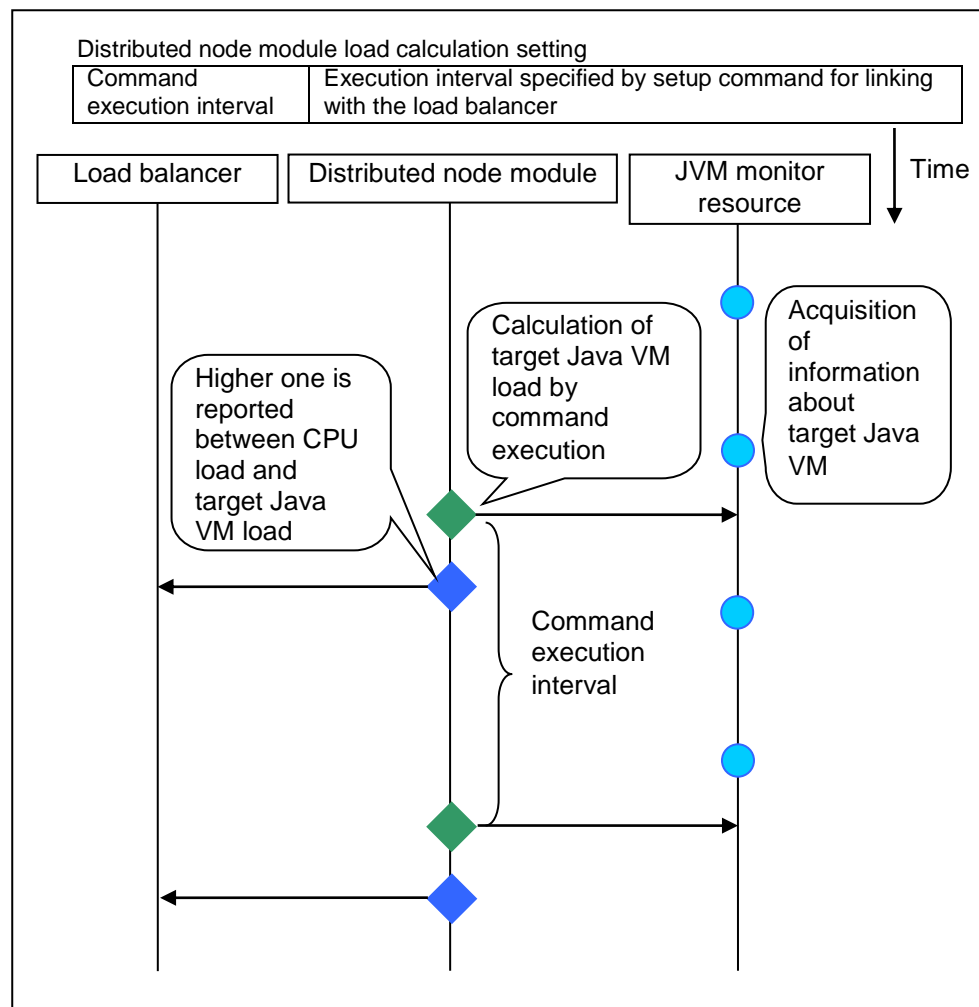 Distributed node module load calculation setting
Command
execution interval
Execution interval specified by setup command for linking
with the load balancer
Time
Load balancer
Distributed node module
JVM monitor
resource
Acquisition
of
information
about
target Java
VM
Calculation of
target Java VM
load by
command
execution
Higher one is
reported
between CPU
load and
target Java
VM load
Command
execution
interval